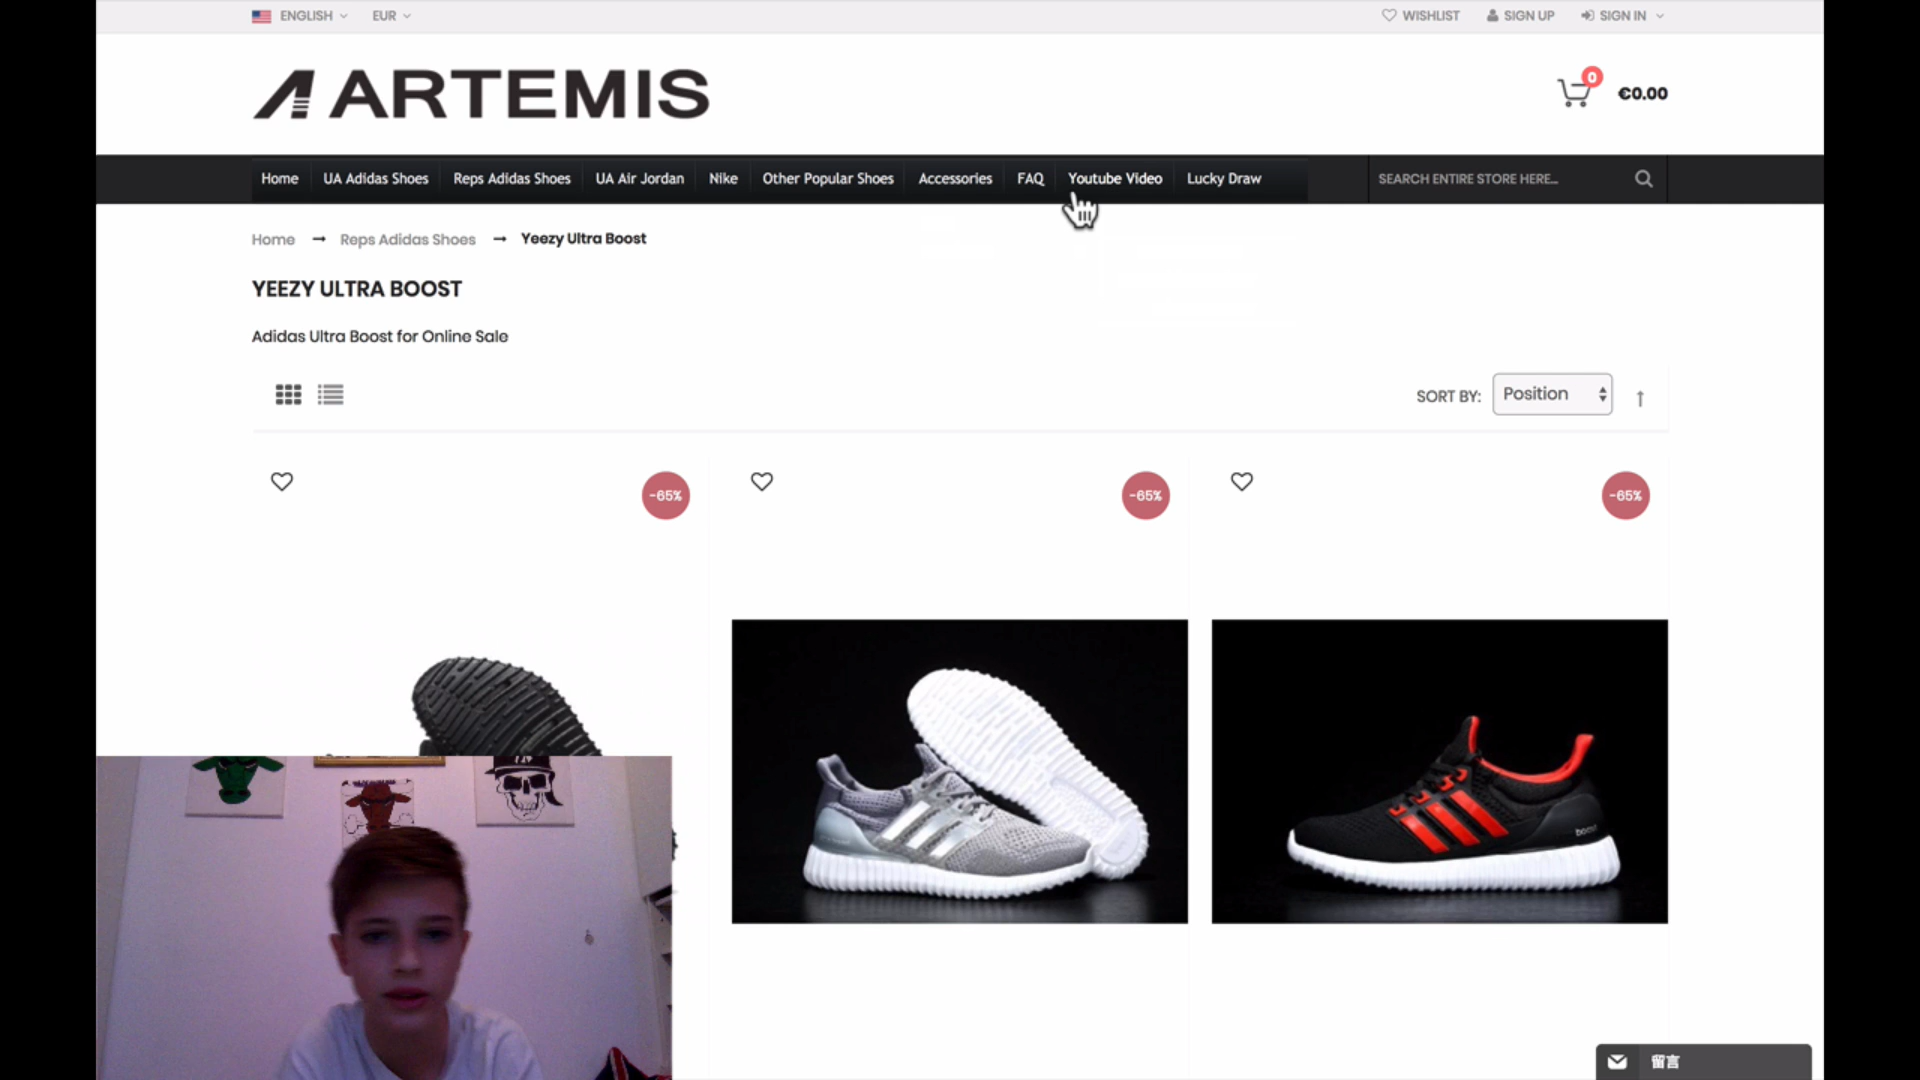 ENGLISH
EUR
WISHLIST
SIGN UP
SIGN IN
ARTEMIS
0
€0.00
Home
UA Adidas Shoes
Reps Adidas Shoes
UA Air Jordan
Nike
Other Popular Shoes
Accessories
FAQ
Youtube Video
Lucky Draw
SEARCH ENTIRE STORE HERE...
Home → Reps Adidas Shoes → Yeezy Ultra Boost
YEEZY ULTRA BOOST
Adidas Ultra Boost for Online Sale
SORT BY:
Position
-65%
-65%
-65%
boost
留言